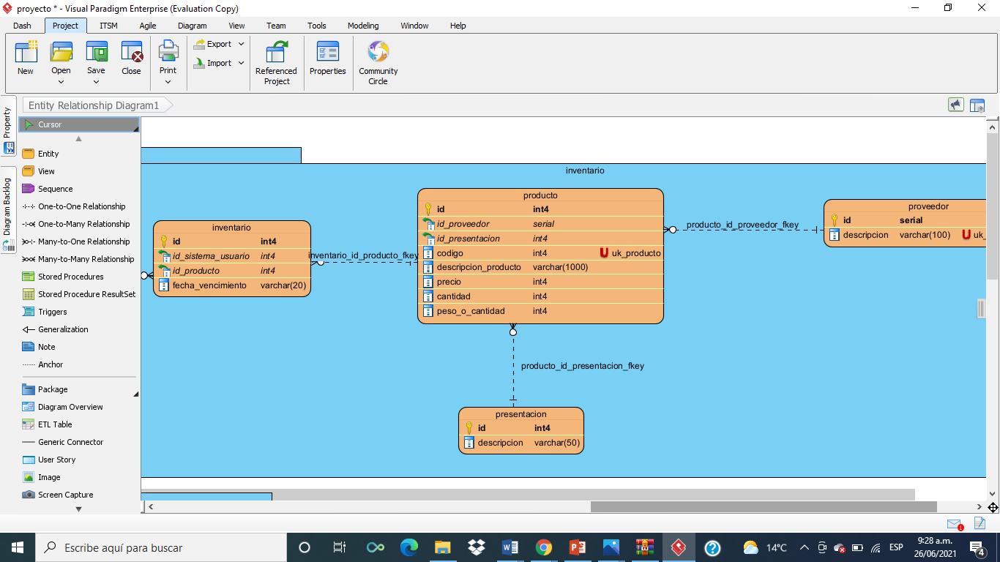 proyecto * - Visual Paradigm Enterprise (Evaluation Copy)
Dash Project ITSM Agile Diagram View Team Tools Modeling Window Help
New Open Save Close Print Export Import Referenced Project Properties Community Circle
Entity Relationship Diagram1
Property
Diagram Backlog
Cursor
Entity
View
Sequence
One-to-One Relationship
One-to-Many Relationship
Many-to-One Relationship
Many-to-Many Relationship
Stored Procedures
Stored Procedure ResultSet
Triggers
Generalization
Note
Anchor
Package
Diagram Overview
ETL Table
Generic Connector
User Story
Image
Screen Capture
inventario
inventario
id int4
id_sistema_usuario int4
id_producto int4
fecha_vencimiento varchar(20)
inventario_id_producto_fkey
producto
id int4
id_proveedor serial
id_presentacion int4
codigo int4 U uk_producto
descripcion_producto varchar(1000)
precio int4
cantidad int4
peso_o_cantidad int4
producto_id_proveedor_fkey
proveedor
id serial
descripcion varchar(100) U uk_
producto_id_presentacion_fkey
presentacion
id int4
descripcion varchar(50)
1
Escribe aquí para buscar
14°C ESP
9:28 a.m.
26/06/2021
4